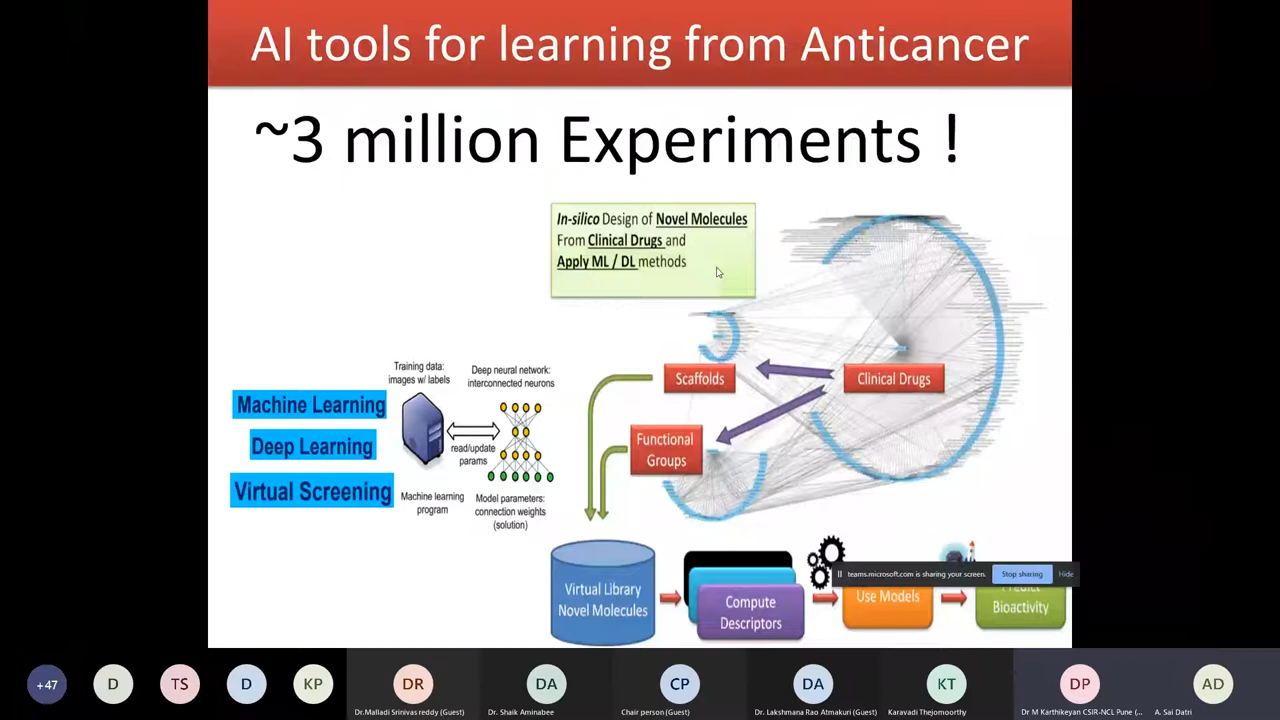 AI tools for learning from Anticancer
~3 million Experiments !
In-silico Design of Novel Molecules
From Clinical Drugs and
Apply ML / DL methods
Training data:
images w/ labels
Deep neural network:
interconnected neurons
Scaffolds
Clinical Drugs
Machine Learning
Deep Learning
Virtual Screening
read/update
params
Functional
Groups
Machine learning
program
Model parameters:
connection weights
(solution)
Virtual Library
Novel Molecules
Compute
Descriptors
Use Models
Predict
Bioactivity
teams.microsoft.com is sharing your screen.
Stop sharing
Hide
+47
D
TS
D
KP
DR
DA
CP
DA
KT
DP
AD
Dr.Malladi Srinivas reddy (Guest)
Dr. Shaik Aminabee
Chair person (Guest)
Dr. Lakshmana Rao Atmakuri (Guest)
Karavadi Thejomoorthy
Dr M Karthikeyan CSIR-NCL Pune (...
A. Sai Datri